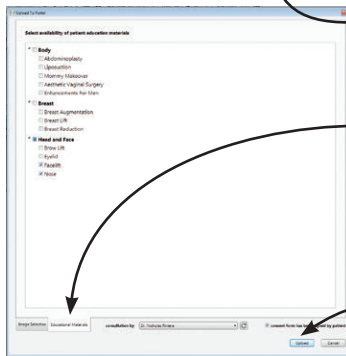 Upload To Portal
Select availability of patient education materials
Body
Abdominoplasty
Liposuction
Mommy Makeover
Aesthetic Vaginal Surgery
Enhancements For Men
Breast
Breast Augmentation
Breast Lift
Breast Reduction
Head and Face
Brow Lift
Eyelid
Facelift
Nose
Image Selection Educational Materials consultation by Dr. Nicholas consent form has been signed by patient
Upload Cancel